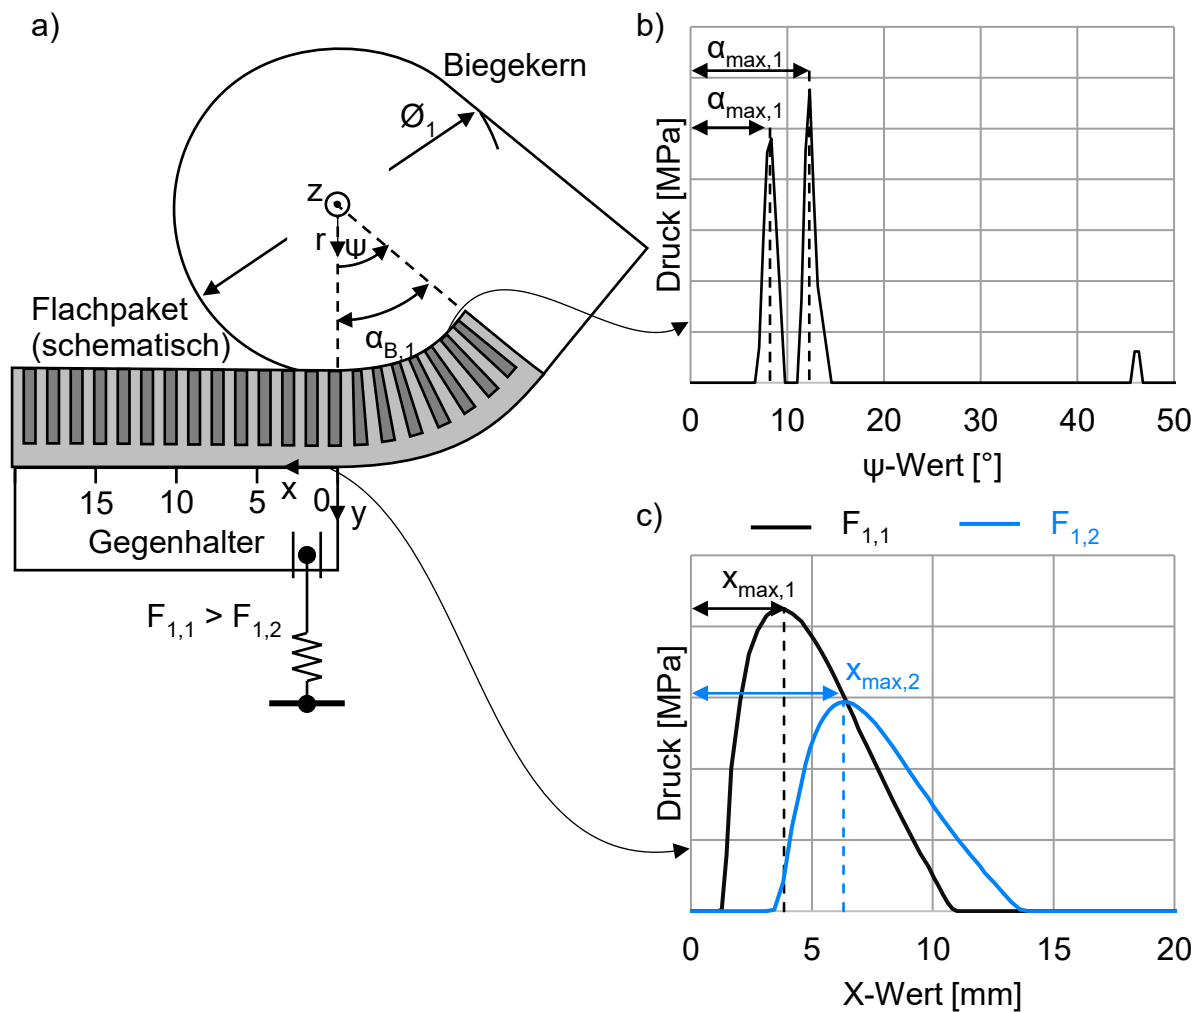 a)
Biegekern
Ø1
z
r
ψ
Flachpaket
(schematisch)
αB,1
15
10
5
x
0
y
Gegenhalter
F1,1 > F1,2
b)
αmax,1
αmax,1
Druck [MPa]
0
10
20
30
40
50
ψ-Wert [°]
c)
F1,1
F1,2
xmax,1
xmax,2
Druck [MPa]
0
5
10
15
20
X-Wert [mm]